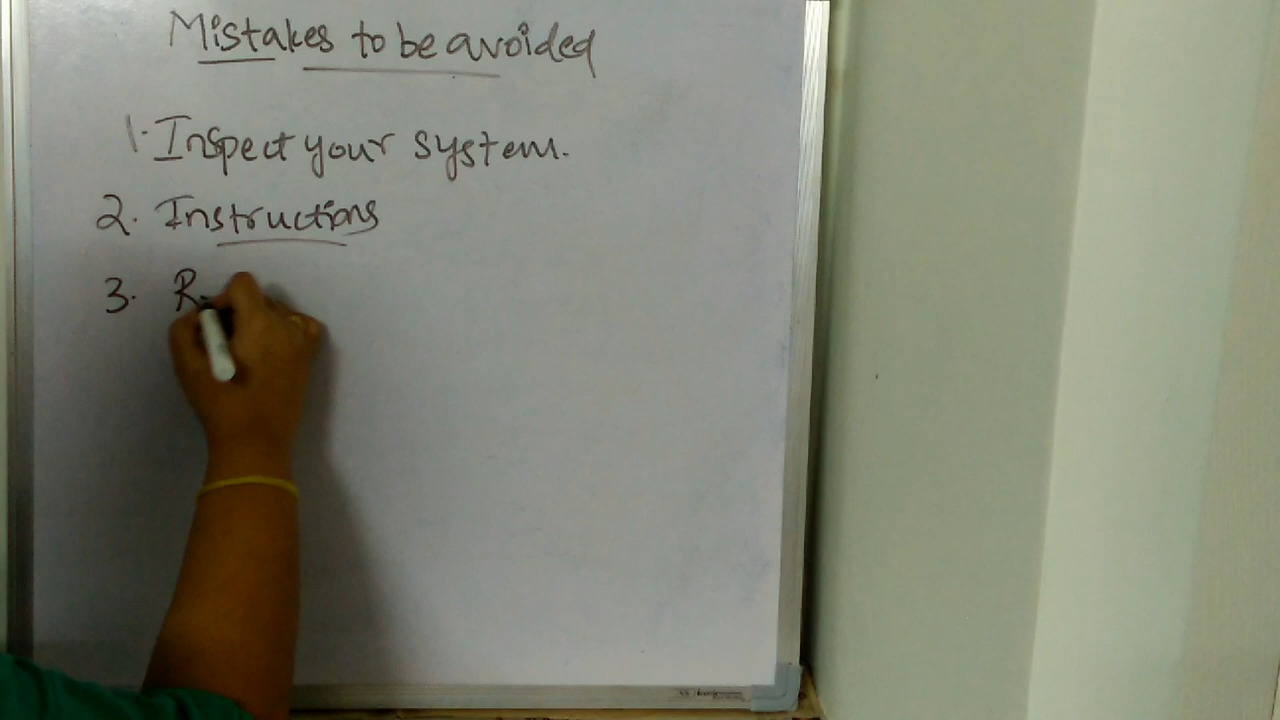 Mistakes to be avoided
1. Inspect your system.
2. Instructions
3. R